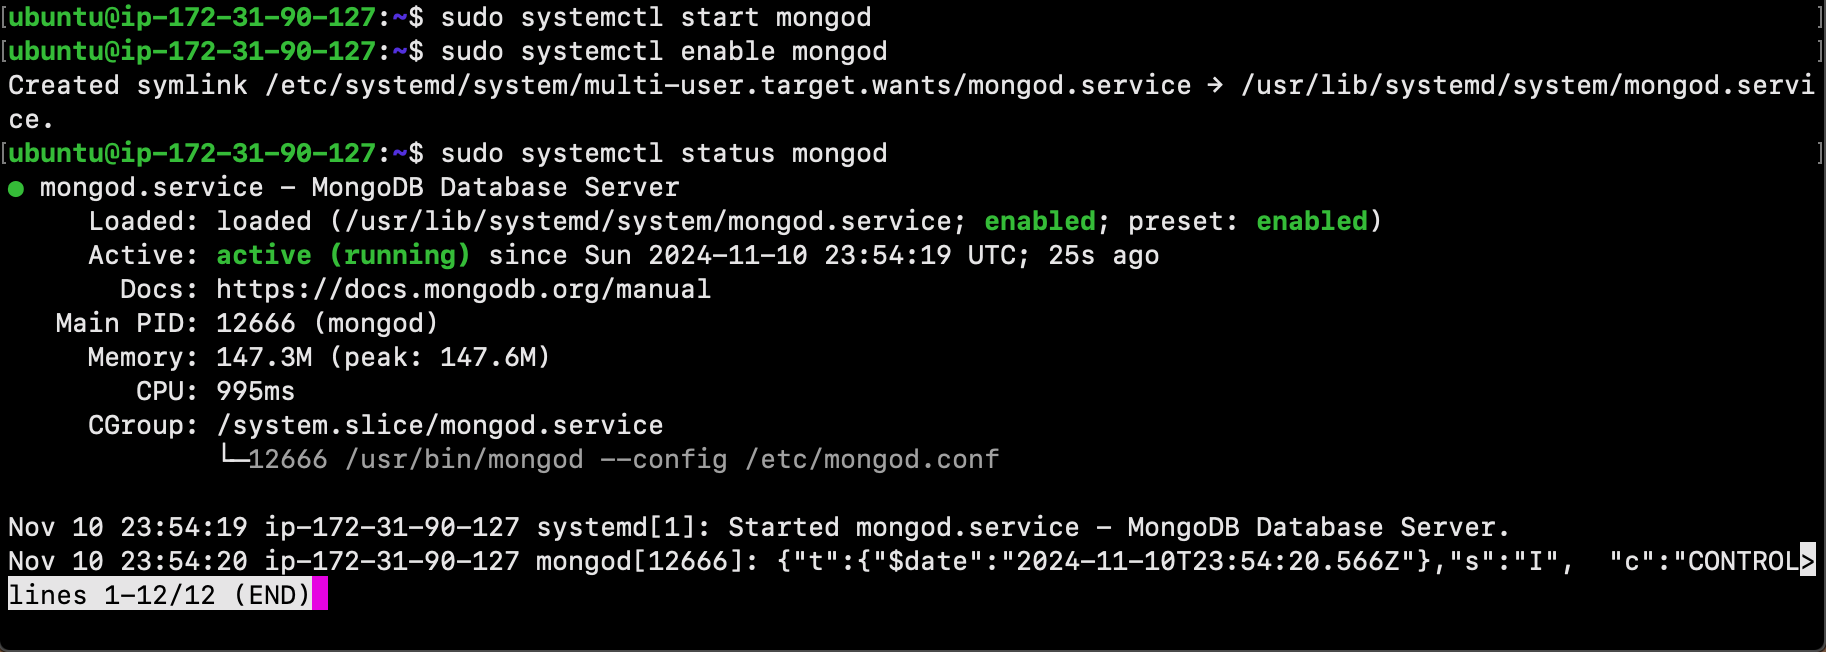 [ubuntu@ip-172-31-90-127:~$ sudo systemctl start mongod ]
[ubuntu@ip-172-31-90-127:~$ sudo systemctl enable mongod ]
Created symlink /etc/systemd/system/multi-user.target.wants/mongod.service → /usr/lib/systemd/system/mongod.servi
ce.
[ubuntu@ip-172-31-90-127:~$ sudo systemctl status mongod ]
● mongod.service - MongoDB Database Server
     Loaded: loaded (/usr/lib/systemd/system/mongod.service; enabled; preset: enabled)
     Active: active (running) since Sun 2024-11-10 23:54:19 UTC; 25s ago
       Docs: https://docs.mongodb.org/manual
   Main PID: 12666 (mongod)
     Memory: 147.3M (peak: 147.6M)
        CPU: 995ms
     CGroup: /system.slice/mongod.service
             └─12666 /usr/bin/mongod --config /etc/mongod.conf

Nov 10 23:54:19 ip-172-31-90-127 systemd[1]: Started mongod.service - MongoDB Database Server.
Nov 10 23:54:20 ip-172-31-90-127 mongod[12666]: {"t":{"$date":"2024-11-10T23:54:20.566Z"},"s":"I",  "c":"CONTROL>
lines 1-12/12 (END)